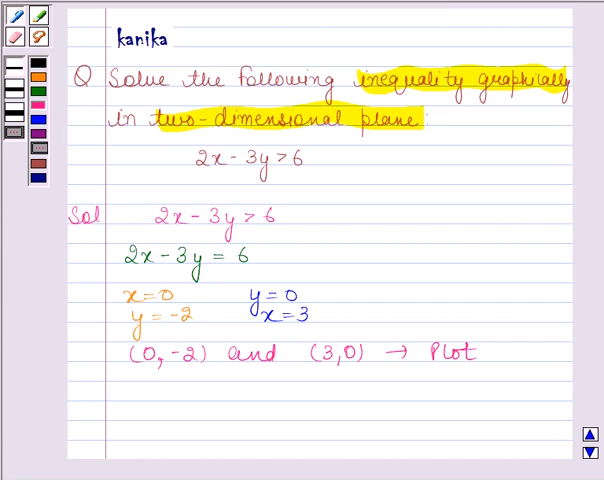 kanika
Q Solve the following inequality graphically
in two-dimensional plane:
2x - 3y > 6
Sol 2x - 3y > 6
2x - 3y = 6
x = 0 y = 0
y = -2 x = 3
(0, -2) and (3, 0) → Plot